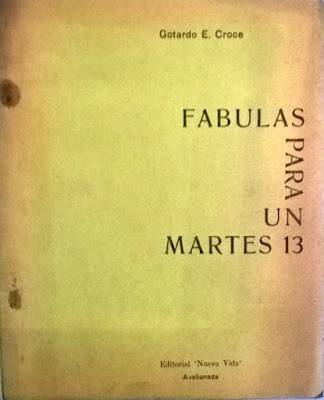 Gotardo E. Croce
FABULAS
PARA
UN
MARTES 13
Editorial "Nueva Vida"
Avellaneda